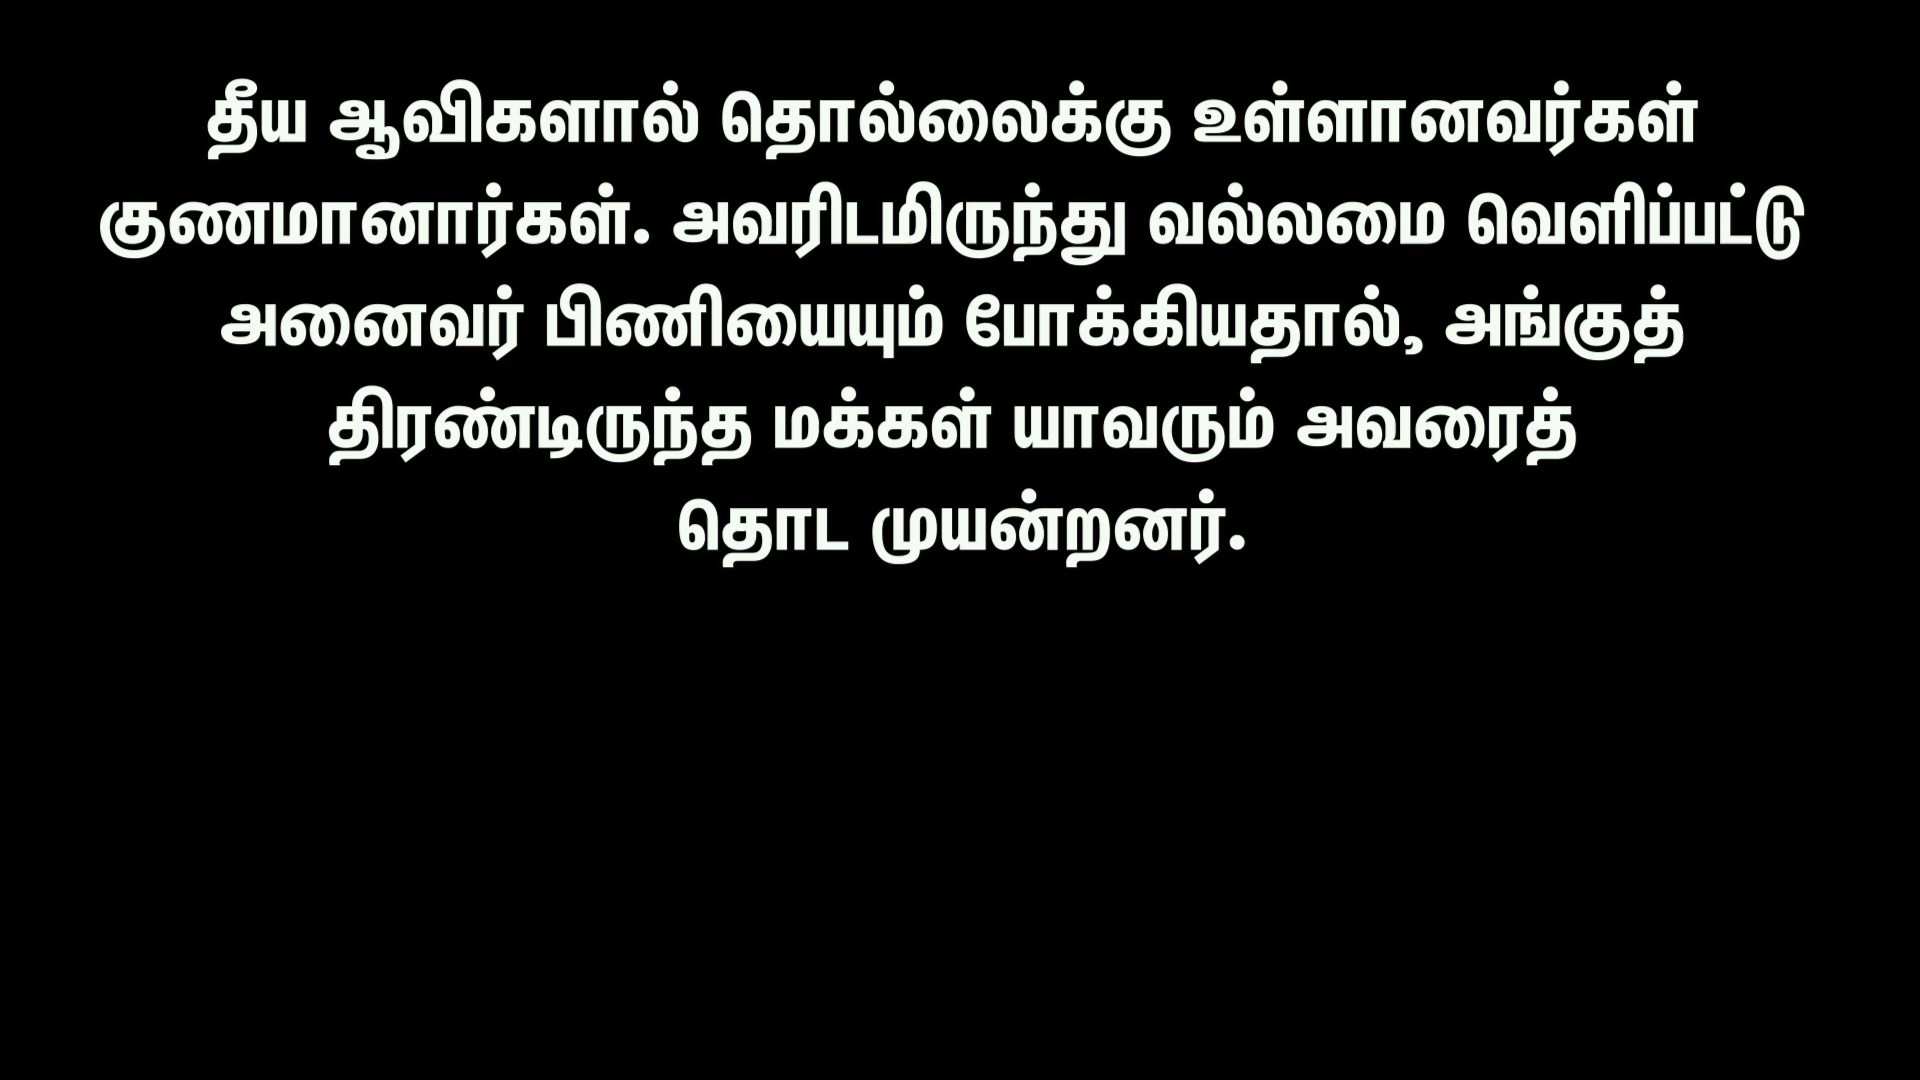 தீய ஆவிகளால் தொல்லைக்கு உள்ளானவர்கள்
குணமானார்கள். அவரிடமிருந்து வல்லமை வெளிப்பட்டு
அனைவர் பிணியையும் போக்கியதால், அங்குத்
திரண்டிருந்த மக்கள் யாவரும் அவரைத்
தொட முயன்றனர்.